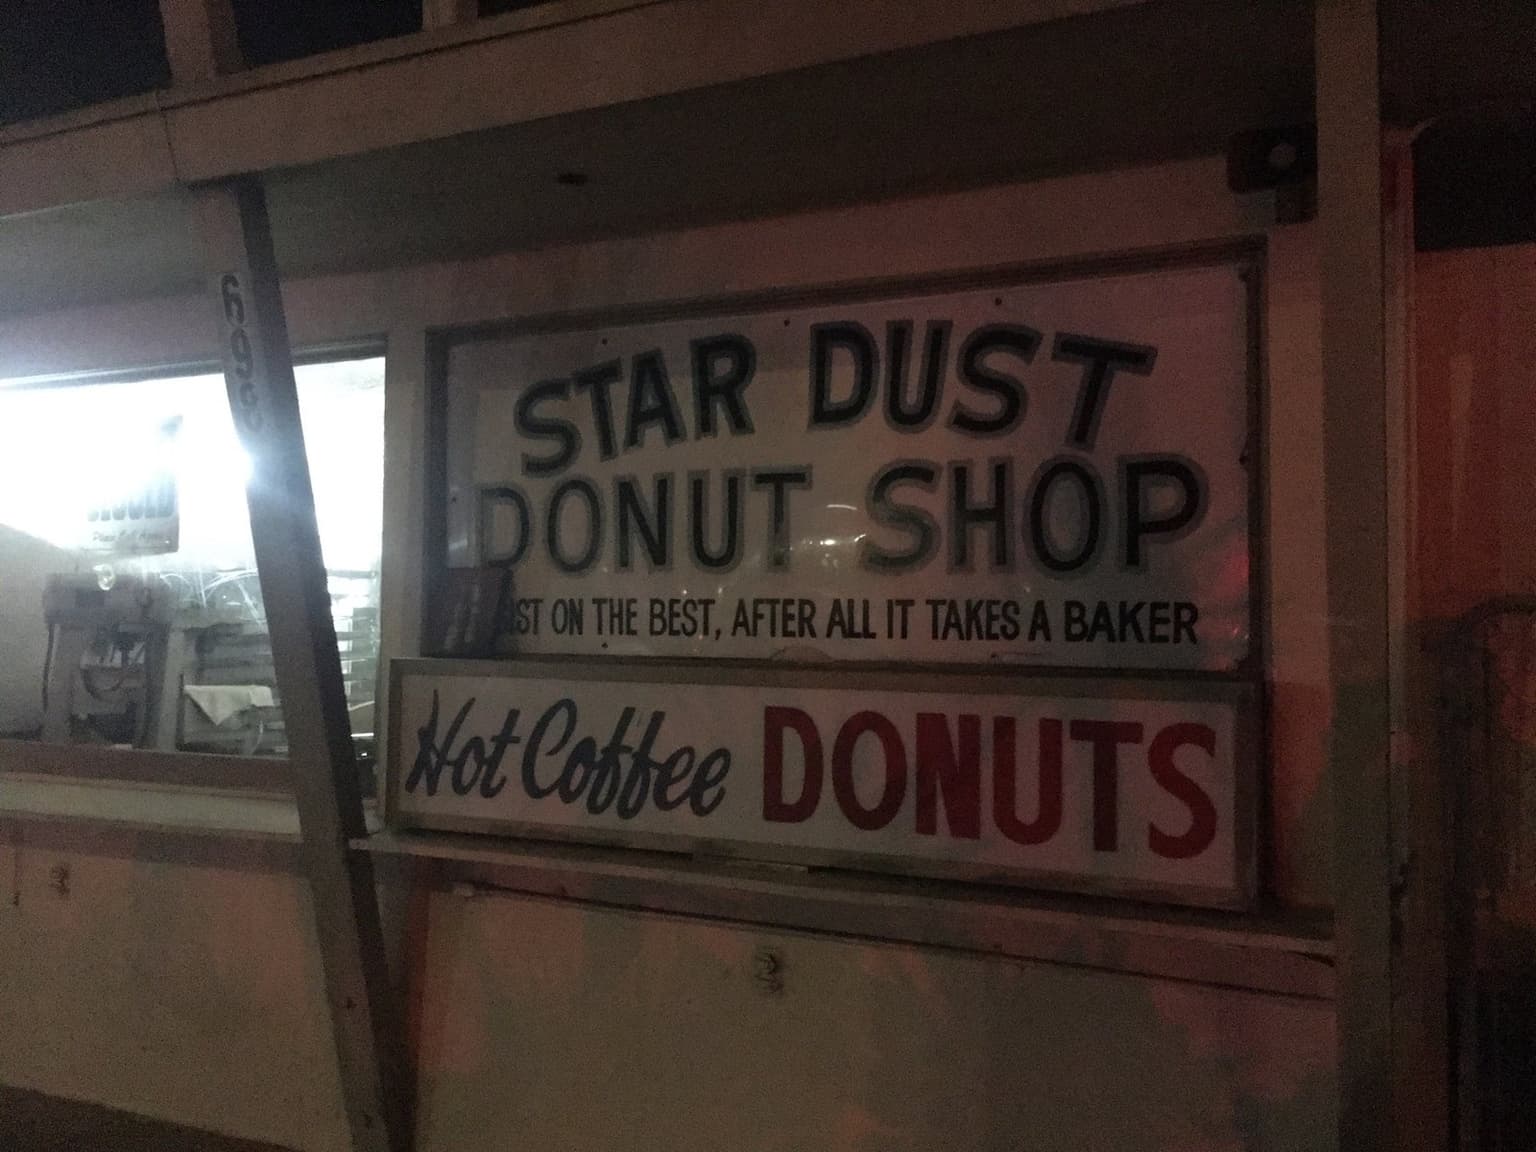 STAR DUST
DONUT SHOP
ON THE BEST, AFTER ALL IT TAKES A BAKER
Hot Coffee DONUTS